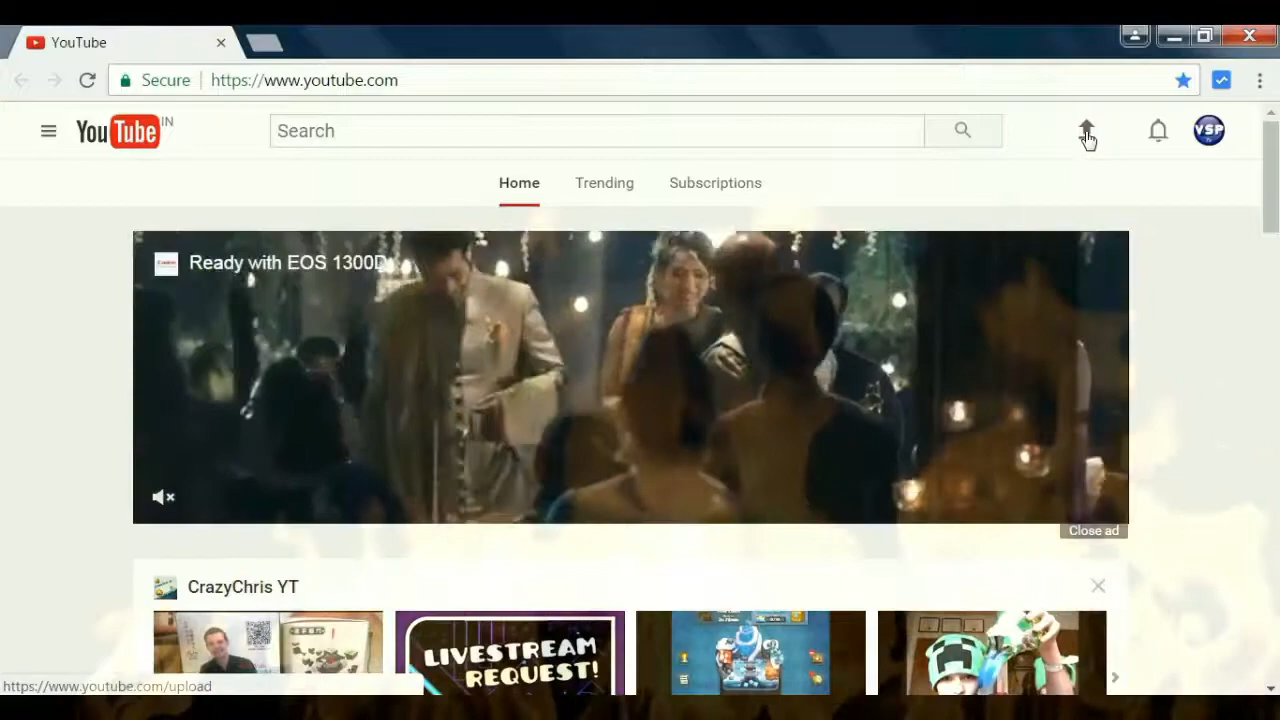 YouTube
Secure https://www.youtube.com
YouTube IN
Search
VSP
Home Trending Subscriptions
Ready with EOS 1300D
Close ad
CrazyChris YT
LIVESTREAM
REQUEST!
https://www.youtube.com/upload